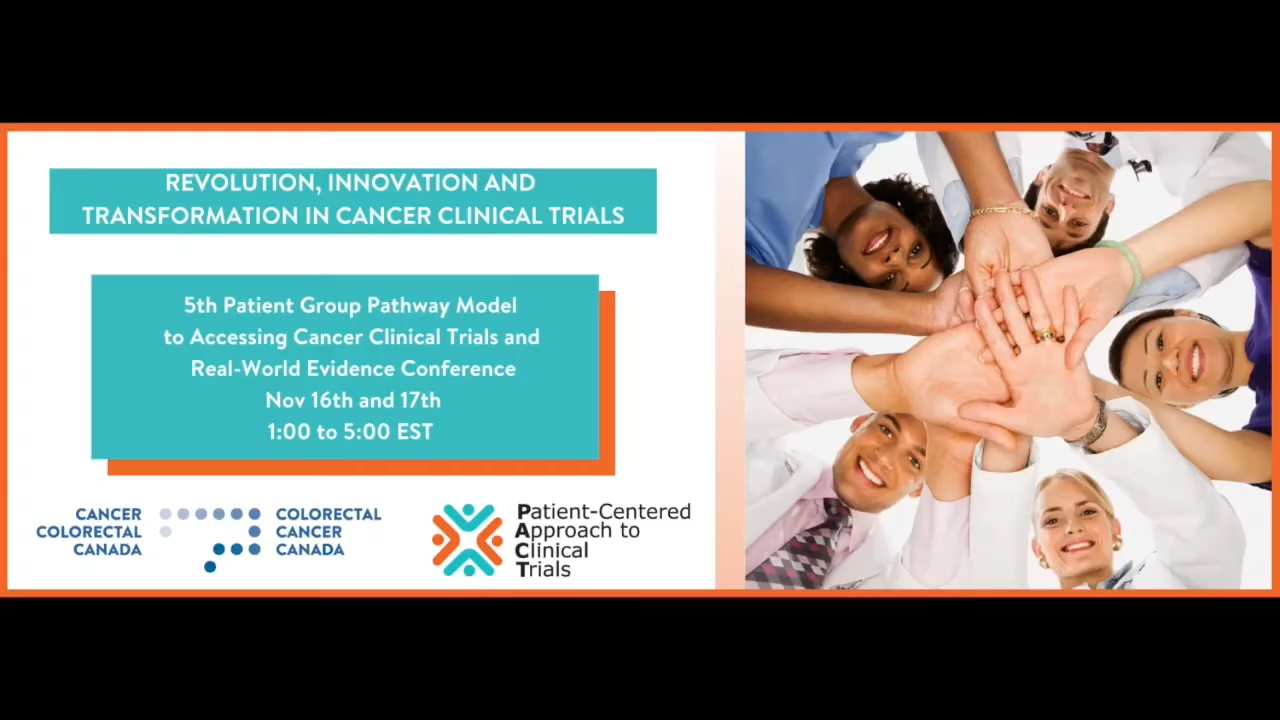 REVOLUTION, INNOVATION AND
TRANSFORMATION IN CANCER CLINICAL TRIALS
5th Patient Group Pathway Model
to Accessing Cancer Clinical Trials and
Real-World Evidence Conference
Nov 16th and 17th
1:00 to 5:00 EST
CANCER
COLORECTAL
CANADA
COLORECTAL
CANCER
CANADA
Patient-Centered
Approach to
Clinical
Trials